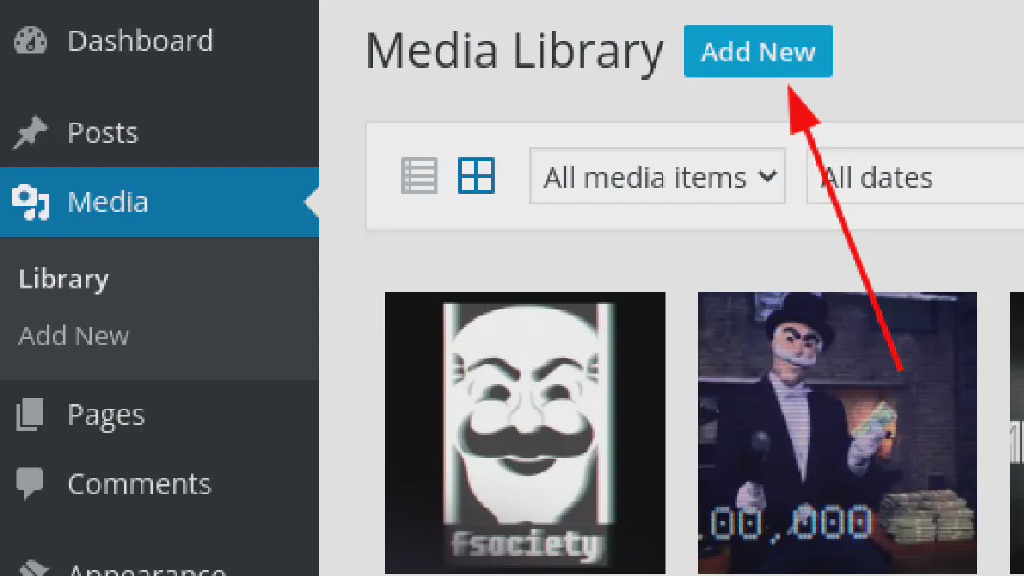 Dashboard
Posts
Media
Library
Add New
Pages
Comments
Appearance
Media Library
Add New
All media items
All dates
fsociety
00,000